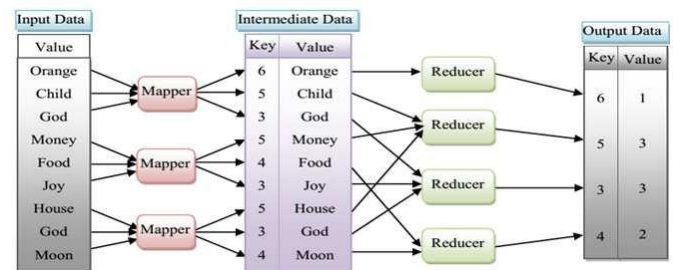 Input Data
Value
Orange
Child
God
Money
Food
Joy
House
God
Moon
Mapper
Mapper
Mapper
Intermediate Data
Key Value
6 Orange
5 Child
3 God
5 Money
4 Food
3 Joy
5 House
3 God
4 Moon
Reducer
Reducer
Reducer
Reducer
Output Data
Key Value
6 1
5 3
3 3
4 2